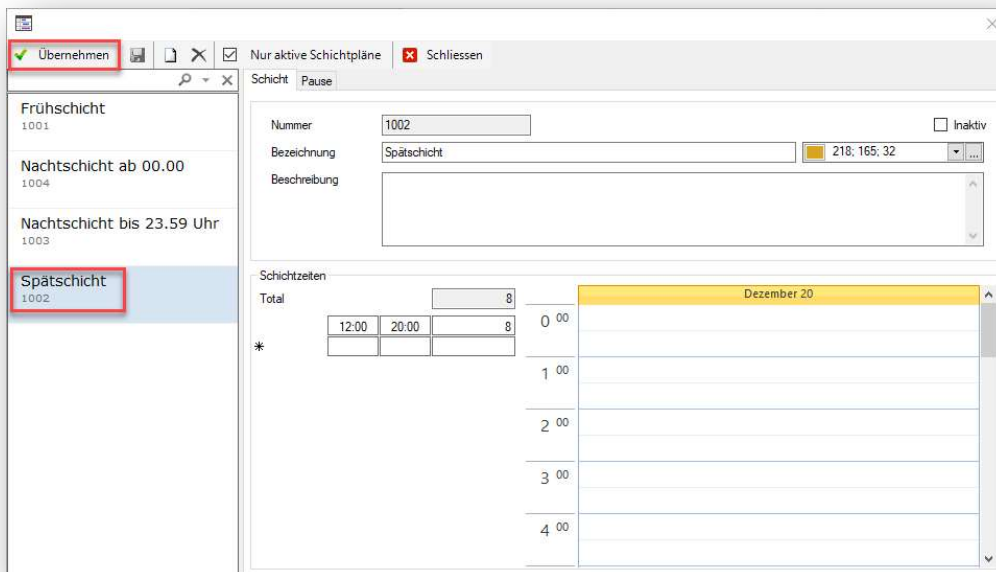 Übernehmen Nur aktive Schichtpläne Schliessen
Schicht Pause
Frühschicht
1001
Nachtschicht ab 00.00
1004
Nachtschicht bis 23.59 Uhr
1003
Spätschicht
1002
Nummer 1002 Inaktiv
Bezeichnung Spätschicht 218; 165; 32 ...
Beschreibung
Schichtzeiten
Total 8
12:00 20:00 8
*
Dezember 20
0 00
1 00
2 00
3 00
4 00